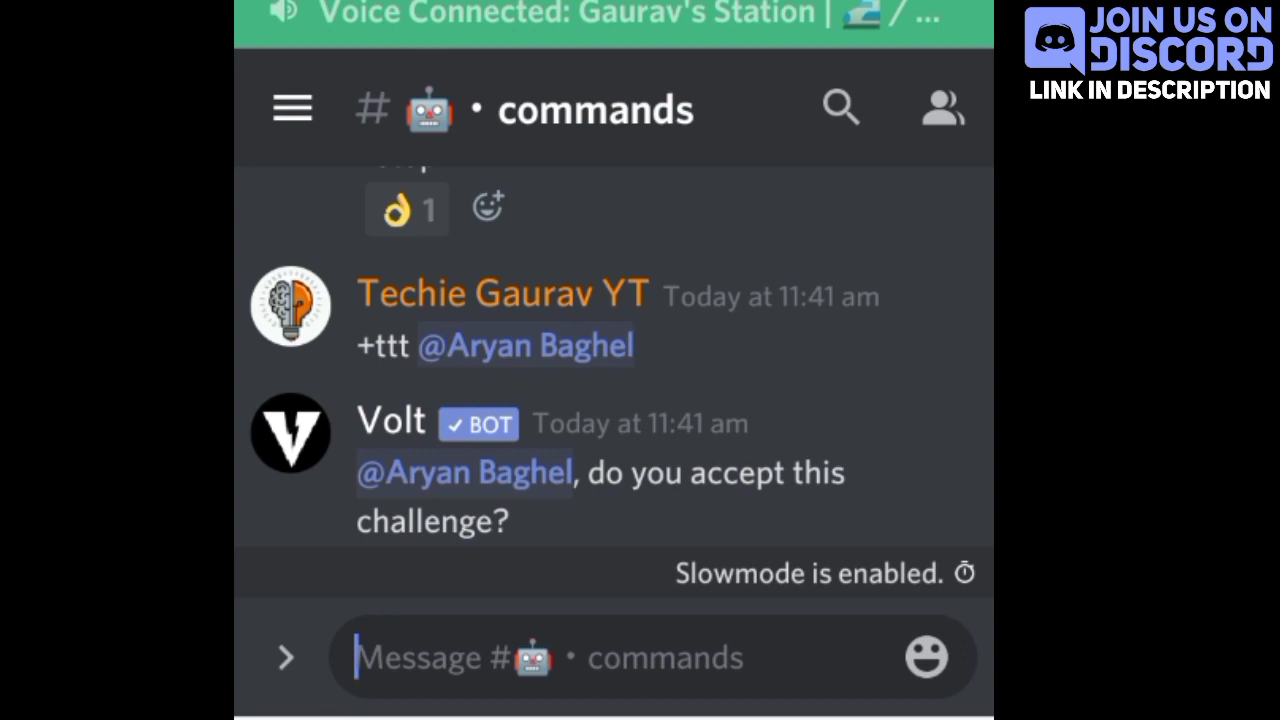 Voice Connected: Gaurav's Station | 🚄 / ...
JOIN US ON
DISCORD
LINK IN DESCRIPTION
# 🤖 • commands
👌 1
Techie Gaurav YT Today at 11:41 am
+ttt @Aryan Baghel
Volt ✓ BOT Today at 11:41 am
@Aryan Baghel, do you accept this
challenge?
Slowmode is enabled.
Message #🤖 • commands